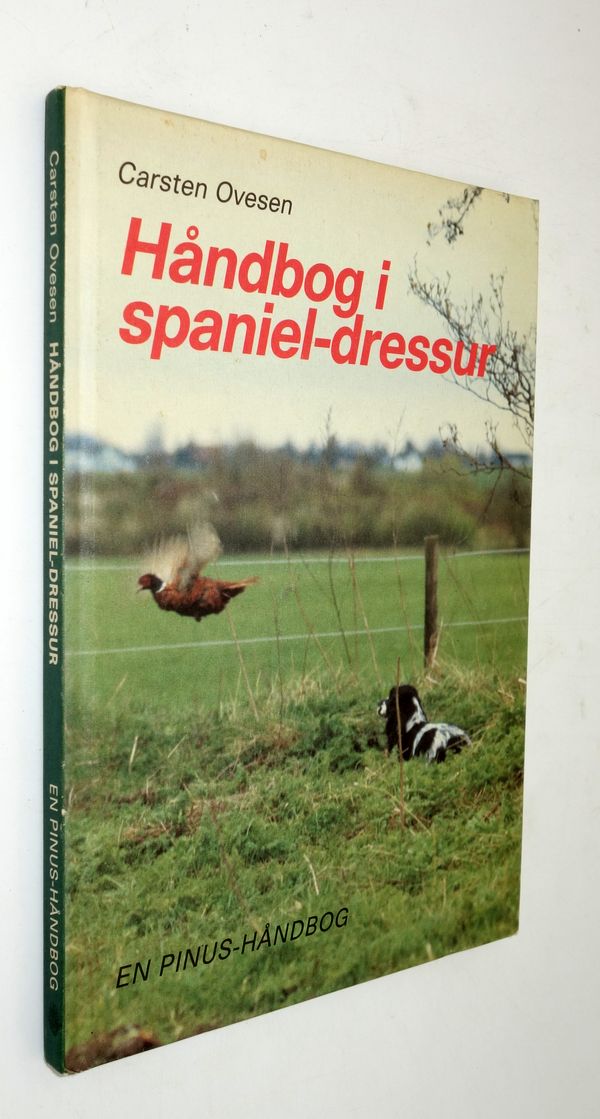 Carsten Ovesen
Håndbog i
spaniel-dressur
EN PINUS-HÅNDBOG
Carsten Ovesen HÅNDBOG I SPANIEL-DRESSUR EN PINUS-HÅNDBOG